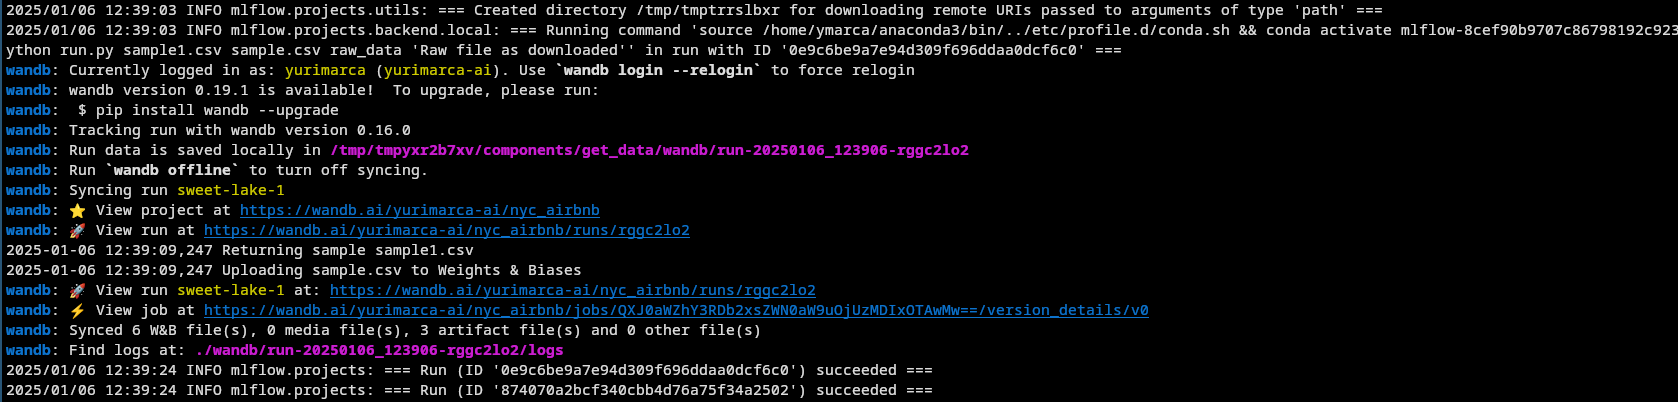 2025/01/06 12:39:03 INFO mlflow.projects.utils: === Created directory /tmp/tmptrrslbxr for downloading remote URIs passed to arguments of type 'path' ===
2025/01/06 12:39:03 INFO mlflow.projects.backend.local: === Running command 'source /home/ymarca/anaconda3/bin/../etc/profile.d/conda.sh && conda activate mlflow-8cef90b9707c86798192c923
ython run.py sample1.csv sample.csv raw_data 'Raw file as downloaded'' in run with ID '0e9c6be9a7e94d309f696ddaa0dcf6c0' ===
wandb: Currently logged in as: yurimarca (yurimarca-ai). Use `wandb login --relogin` to force relogin
wandb: wandb version 0.19.1 is available!  To upgrade, please run:
wandb:  $ pip install wandb --upgrade
wandb: Tracking run with wandb version 0.16.0
wandb: Run data is saved locally in /tmp/tmpyxr2b7xv/components/get_data/wandb/run-20250106_123906-rggc2lo2
wandb: Run `wandb offline` to turn off syncing.
wandb: Syncing run sweet-lake-1
wandb: ⭐ View project at https://wandb.ai/yurimarca-ai/nyc_airbnb
wandb: 🚀 View run at https://wandb.ai/yurimarca-ai/nyc_airbnb/runs/rggc2lo2
2025-01-06 12:39:09,247 Returning sample sample1.csv
2025-01-06 12:39:09,247 Uploading sample.csv to Weights & Biases
wandb: 🚀 View run sweet-lake-1 at: https://wandb.ai/yurimarca-ai/nyc_airbnb/runs/rggc2lo2
wandb: ⚡ View job at https://wandb.ai/yurimarca-ai/nyc_airbnb/jobs/QXJ0aWZhY3RDb2xsZWN0aW9uOjUzMDIxOTAwMw==/version_details/v0
wandb: Synced 6 W&B file(s), 0 media file(s), 3 artifact file(s) and 0 other file(s)
wandb: Find logs at: ./wandb/run-20250106_123906-rggc2lo2/logs
2025/01/06 12:39:24 INFO mlflow.projects: === Run (ID '0e9c6be9a7e94d309f696ddaa0dcf6c0') succeeded ===
2025/01/06 12:39:24 INFO mlflow.projects: === Run (ID '874070a2bcf340cbb4d76a75f34a2502') succeeded ===